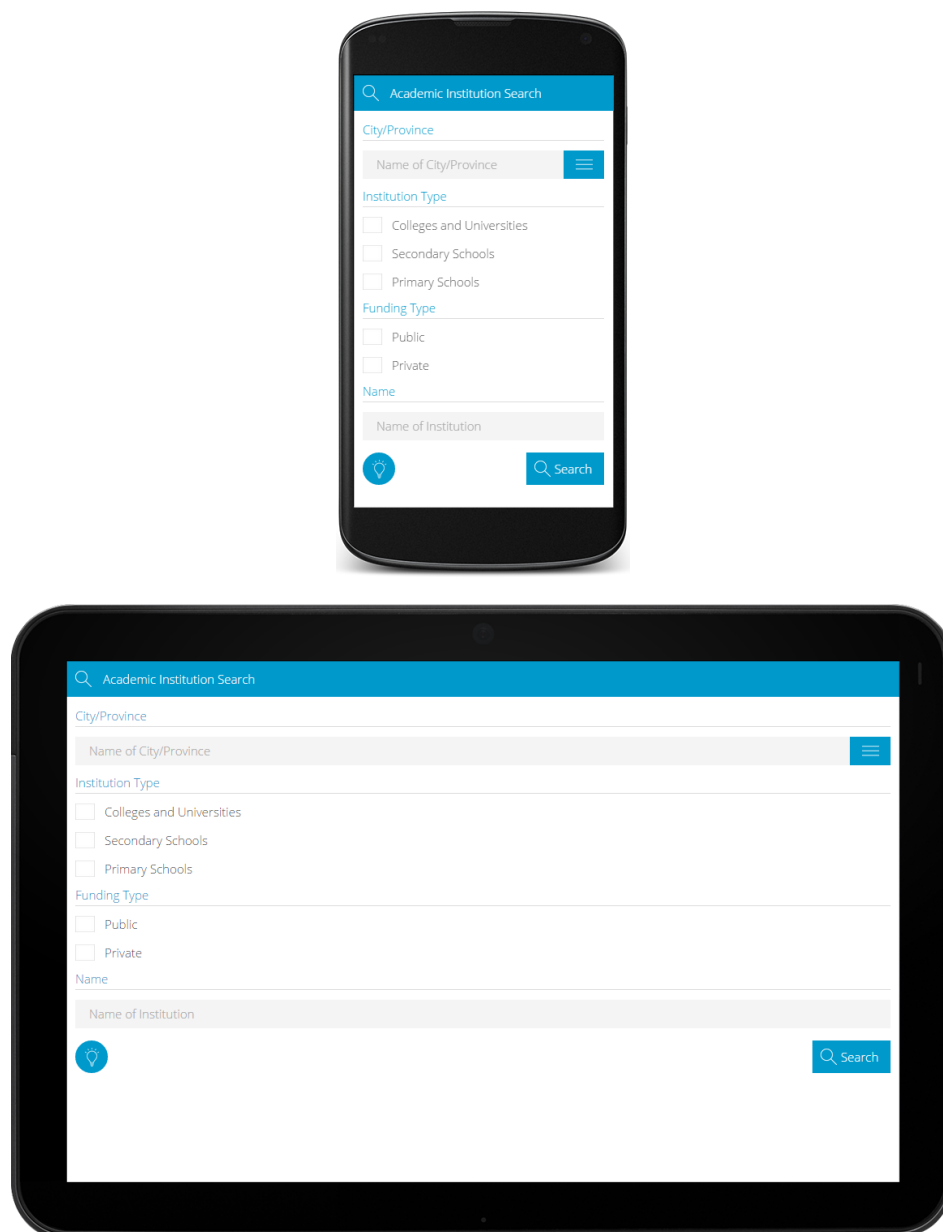 Academic Institution Search
City/Province
Name of City/Province
Institution Type
Colleges and Universities
Secondary Schools
Primary Schools
Funding Type
Public
Private
Name
Name of Institution
Search
Academic Institution Search
City/Province
Name of City/Province
Institution Type
Colleges and Universities
Secondary Schools
Primary Schools
Funding Type
Public
Private
Name
Name of Institution
Search